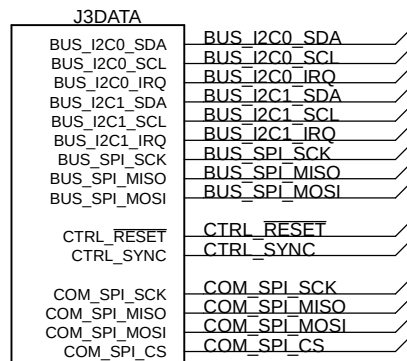 J3DATA
BUS_I2C0_SDA BUS_I2C0_SDA
BUS_I2C0_SCL BUS_I2C0_SCL
BUS_I2C0_IRQ BUS_I2C0_IRQ
BUS_I2C1_SDA BUS_I2C1_SDA
BUS_I2C1_SCL BUS_I2C1_SCL
BUS_I2C1_IRQ BUS_I2C1_IRQ
BUS_SPI_SCK BUS_SPI_SCK
BUS_SPI_MISO BUS_SPI_MISO
BUS_SPI_MOSI BUS_SPI_MOSI
CTRL_RESET CTRL_RESET
CTRL_SYNC CTRL_SYNC
COM_SPI_SCK COM_SPI_SCK
COM_SPI_MISO COM_SPI_MISO
COM_SPI_MOSI COM_SPI_MOSI
COM_SPI_CS COM_SPI_CS